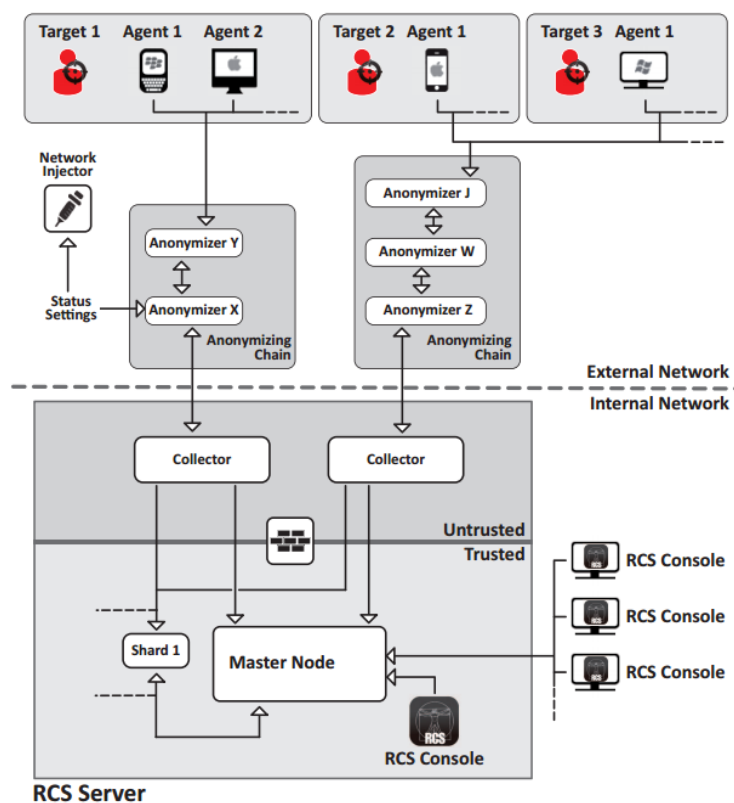 Target 1 Agent 1 Agent 2
Target 2 Agent 1
Target 3 Agent 1
Network
Injector
Anonymizer J
Anonymizer Y
Anonymizer W
Status
Settings
Anonymizer X
Anonymizer Z
Anonymizing
Chain
Anonymizing
Chain
External Network
Internal Network
Collector
Collector
Untrusted
Trusted
RCS Console
RCS Console
RCS Console
Shard 1
Master Node
RCS
RCS Console
RCS Server